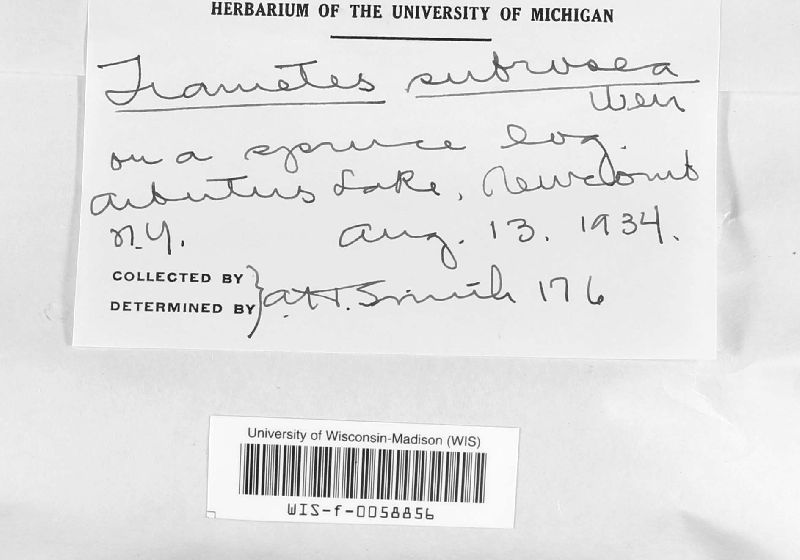 HERBARIUM OF THE UNIVERSITY OF MICHIGAN
Trametes subrosea
Weir
on a spruce log.
Arbutus Lake, Newcomb
N.Y. Aug. 13. 1934.
COLLECTED BY
DETERMINED BY } A.H. Smith 176
University of Wisconsin-Madison (WIS)
WIS-f-0058856